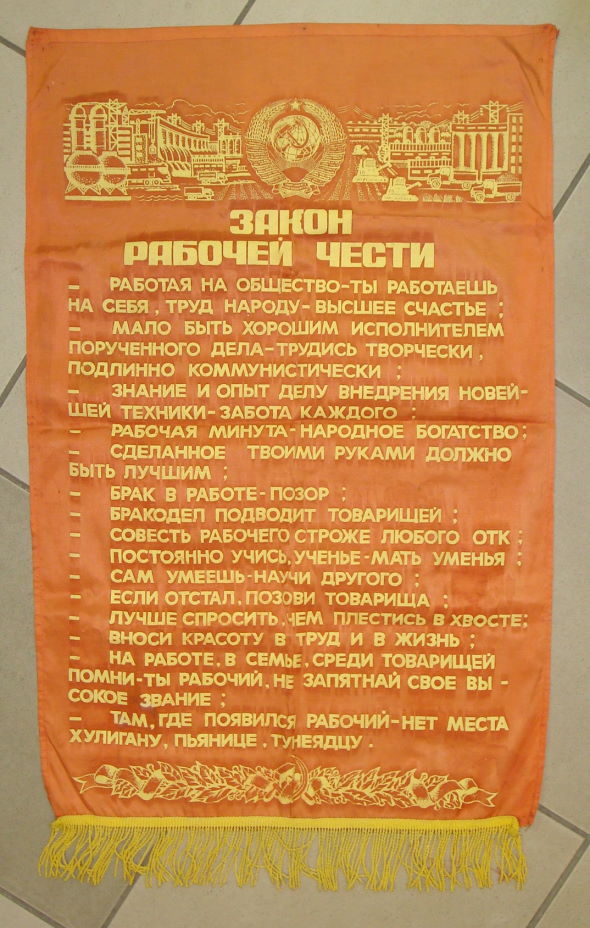 ЗАКОН
РАБОЧЕЙ ЧЕСТИ
– РАБОТАЯ НА ОБЩЕСТВО-ТЫ РАБОТАЕШЬ
НА СЕБЯ, ТРУД НАРОДУ-ВЫСШЕЕ СЧАСТЬЕ;
– МАЛО БЫТЬ ХОРОШИМ ИСПОЛНИТЕЛЕМ
ПОРУЧЕННОГО ДЕЛА-ТРУДИСЬ ТВОРЧЕСКИ,
ПОДЛИННО КОММУНИСТИЧЕСКИ;
– ЗНАНИЕ И ОПЫТ ДЕЛУ ВНЕДРЕНИЯ НОВЕЙ-
ШЕЙ ТЕХНИКИ-ЗАБОТА КАЖДОГО;
– РАБОЧАЯ МИНУТА-НАРОДНОЕ БОГАТСТВО;
– СДЕЛАННОЕ ТВОИМИ РУКАМИ ДОЛЖНО
БЫТЬ ЛУЧШИМ;
– БРАК В РАБОТЕ-ПОЗОР;
– БРАКОДЕЛ ПОДВОДИТ ТОВАРИЩЕЙ;
– СОВЕСТЬ РАБОЧЕГО СТРОЖЕ ЛЮБОГО ОТК;
– ПОСТОЯННО УЧИСЬ, УЧЕНЬЕ-МАТЬ УМЕНЬЯ;
– САМ УМЕЕШЬ-НАУЧИ ДРУГОГО;
– ЕСЛИ ОТСТАЛ, ПОЗОВИ ТОВАРИЩА;
– ЛУЧШЕ СПРОСИТЬ, ЧЕМ ПЛЕСТИСЬ В ХВОСТЕ;
– ВНОСИ КРАСОТУ В ТРУД И В ЖИЗНЬ;
– НА РАБОТЕ, В СЕМЬЕ, СРЕДИ ТОВАРИЩЕЙ
ПОМНИ-ТЫ РАБОЧИЙ, НЕ ЗАПЯТНАЙ СВОЕ ВЫ-
СОКОЕ ЗВАНИЕ;
– ТАМ, ГДЕ ПОЯВИЛСЯ РАБОЧИЙ-НЕТ МЕСТА
ХУЛИГАНУ, ПЬЯНИЦЕ, ТУНЕЯДЦУ.